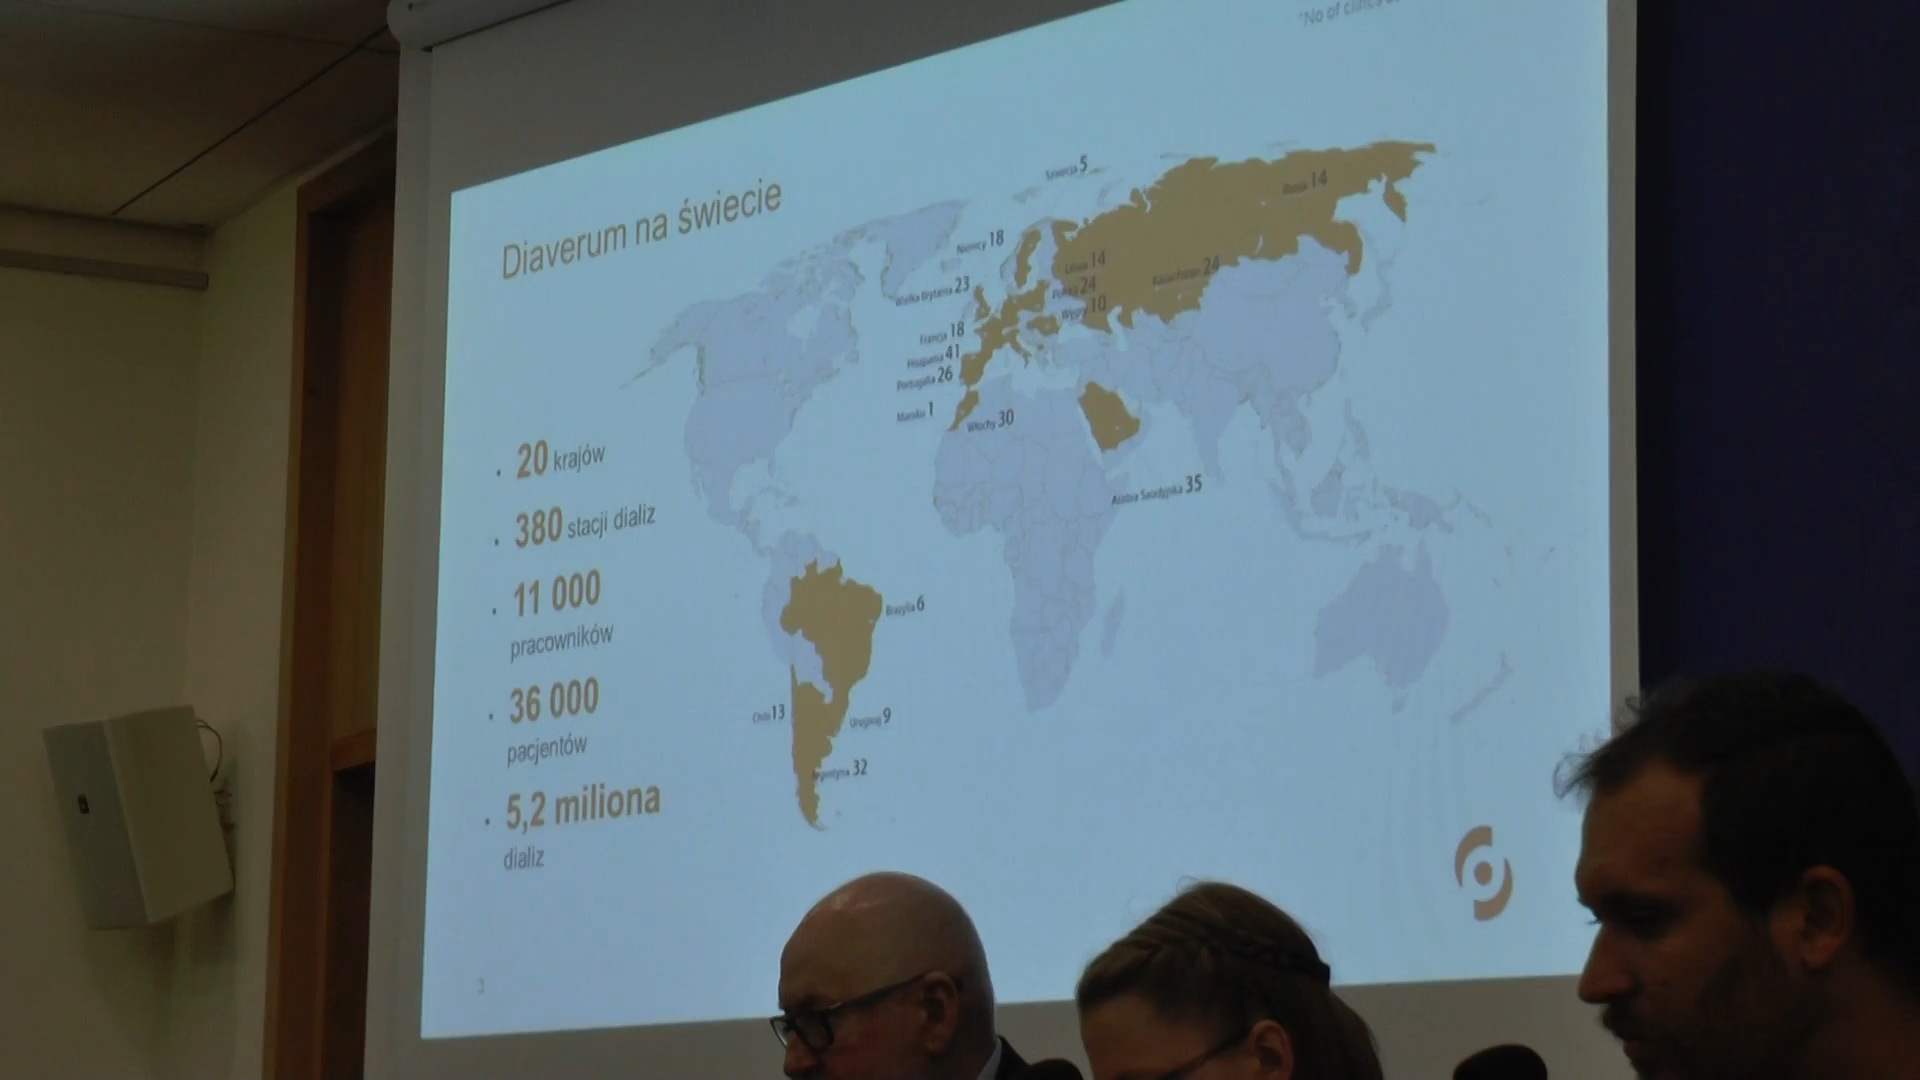 *No of clinics
Diaverum na świecie
Szwecja 5
Rosja 14
Niemcy 18
Litwa 14
Kazachstan 24
Wielka Brytania 23
Polska 24
Węgry 10
Francja 18
Hiszpania 41
Portugalia 26
Maroko 1
Włochy 30
Arabia Saudyjska 35
Brazylia 6
Chile 13
Urugwaj 9
Argentyna 32
• 20 krajów
• 380 stacji dializ
• 11 000
pracowników
• 36 000
pacjentów
• 5,2 miliona
dializ
3